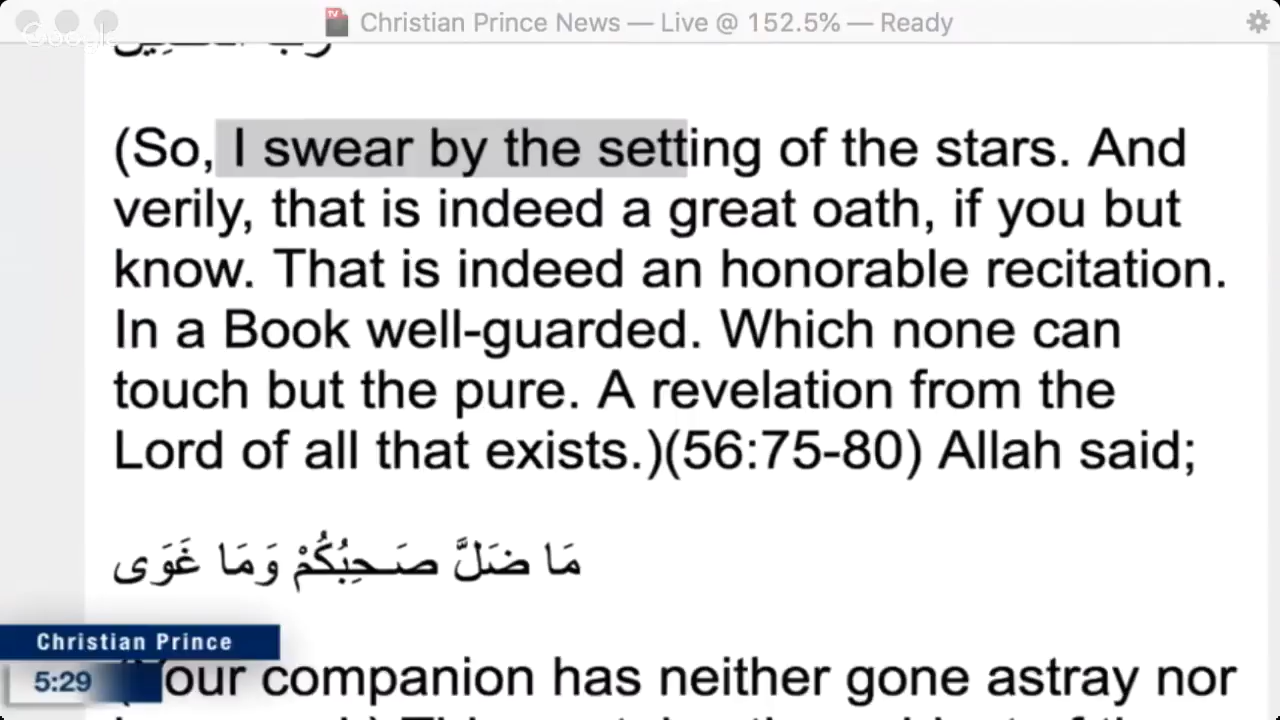 Christian Prince News — Live @ 152.5% — Ready
Google
(So, I swear by the setting of the stars. And
verily, that is indeed a great oath, if you but
know. That is indeed an honorable recitation.
In a Book well-guarded. Which none can
touch but the pure. A revelation from the
Lord of all that exists.)(56:75-80) Allah said;
مَا ضَلَّ صَـحِبُكُمْ وَمَا غَوَى
Christian Prince
5:29
(Your companion has neither gone astray nor